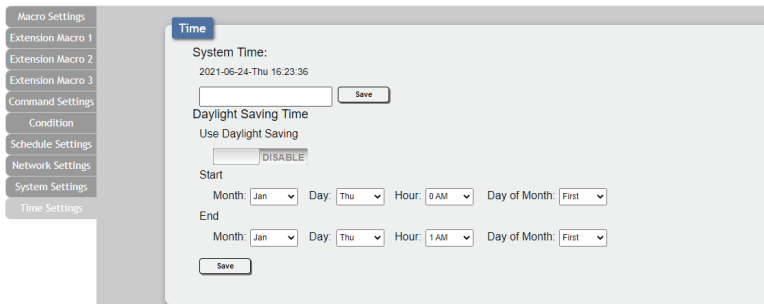 Macro Settings
Extension Macro 1
Extension Macro 2
Extension Macro 3
Command Settings
Condition
Schedule Settings
Network Settings
System Settings
Time Settings
Time
System Time:
2021-06-24-Thu 16:23:36
Save
Daylight Saving Time
Use Daylight Saving
DISABLE
Start
Month: Jan Day: Thu Hour: 0 AM Day of Month: First
End
Month: Jan Day: Thu Hour: 1 AM Day of Month: First
Save